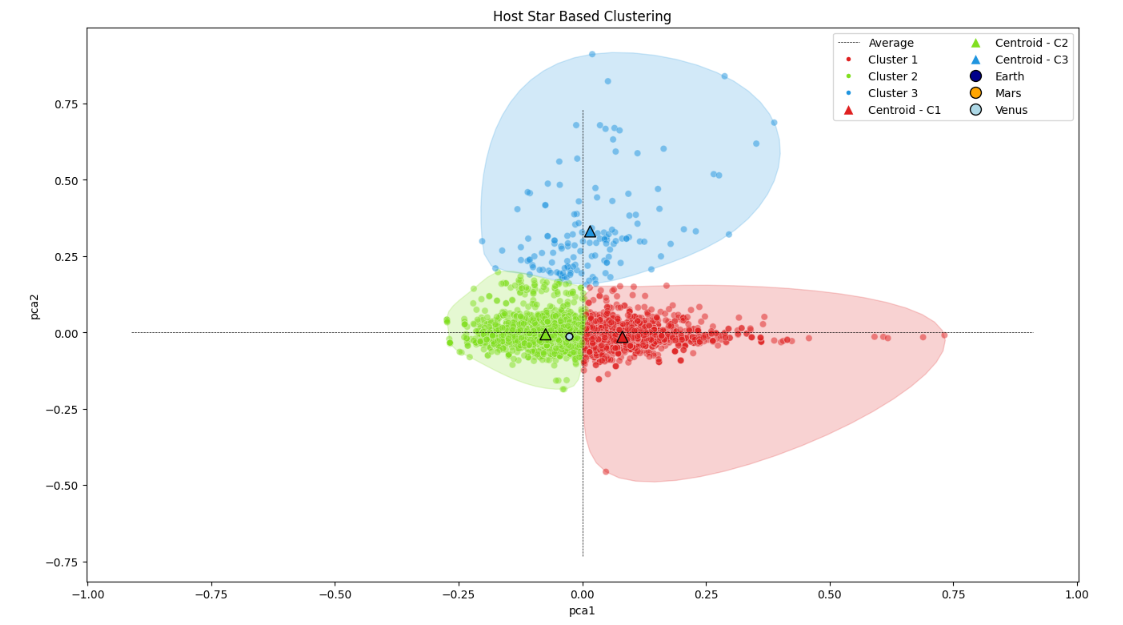 Host Star Based Clustering
Average
Cluster 1
Cluster 2
Cluster 3
Centroid - C1
Centroid - C2
Centroid - C3
Earth
Mars
Venus
pca2
0.75
0.50
0.25
0.00
−0.25
−0.50
−0.75
−1.00 −0.75 −0.50 −0.25 0.00 0.25 0.50 0.75 1.00
pca1